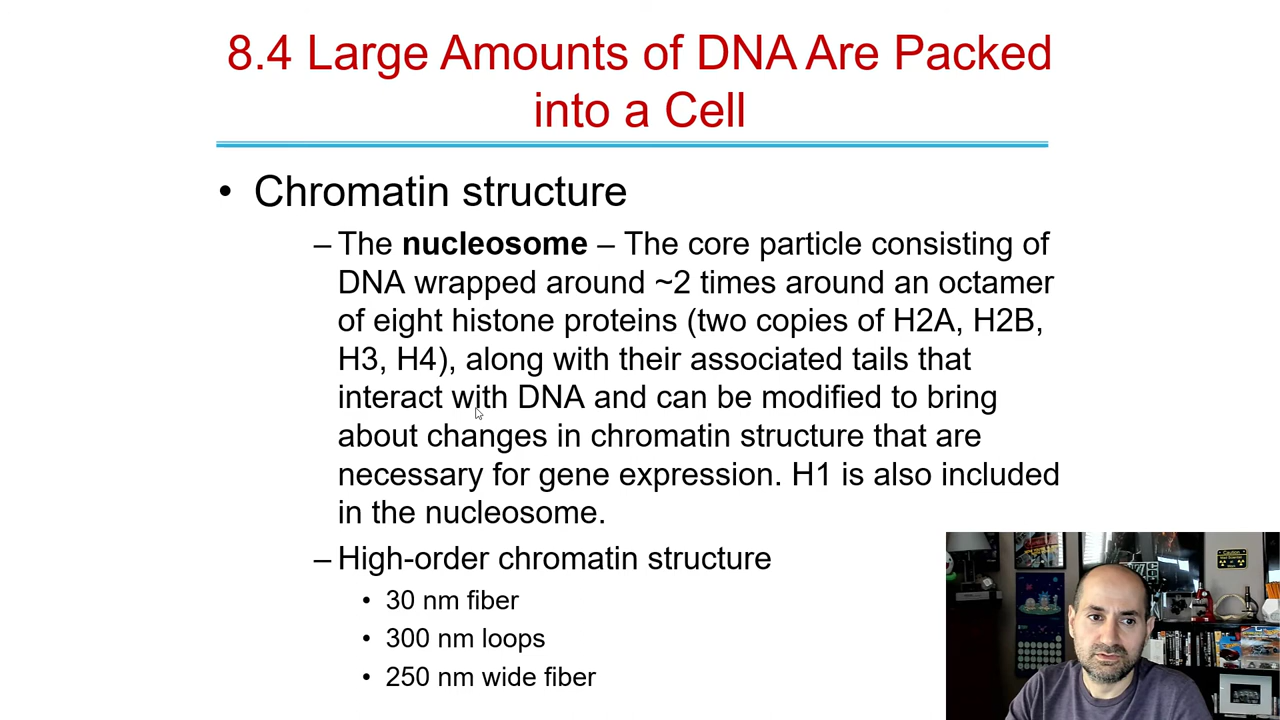 8.4 Large Amounts of DNA Are Packed
into a Cell
• Chromatin structure
– The nucleosome – The core particle consisting of
DNA wrapped around ~2 times around an octamer
of eight histone proteins (two copies of H2A, H2B,
H3, H4), along with their associated tails that
interact with DNA and can be modified to bring
about changes in chromatin structure that are
necessary for gene expression. H1 is also included
in the nucleosome.
– High-order chromatin structure
• 30 nm fiber
• 300 nm loops
• 250 nm wide fiber